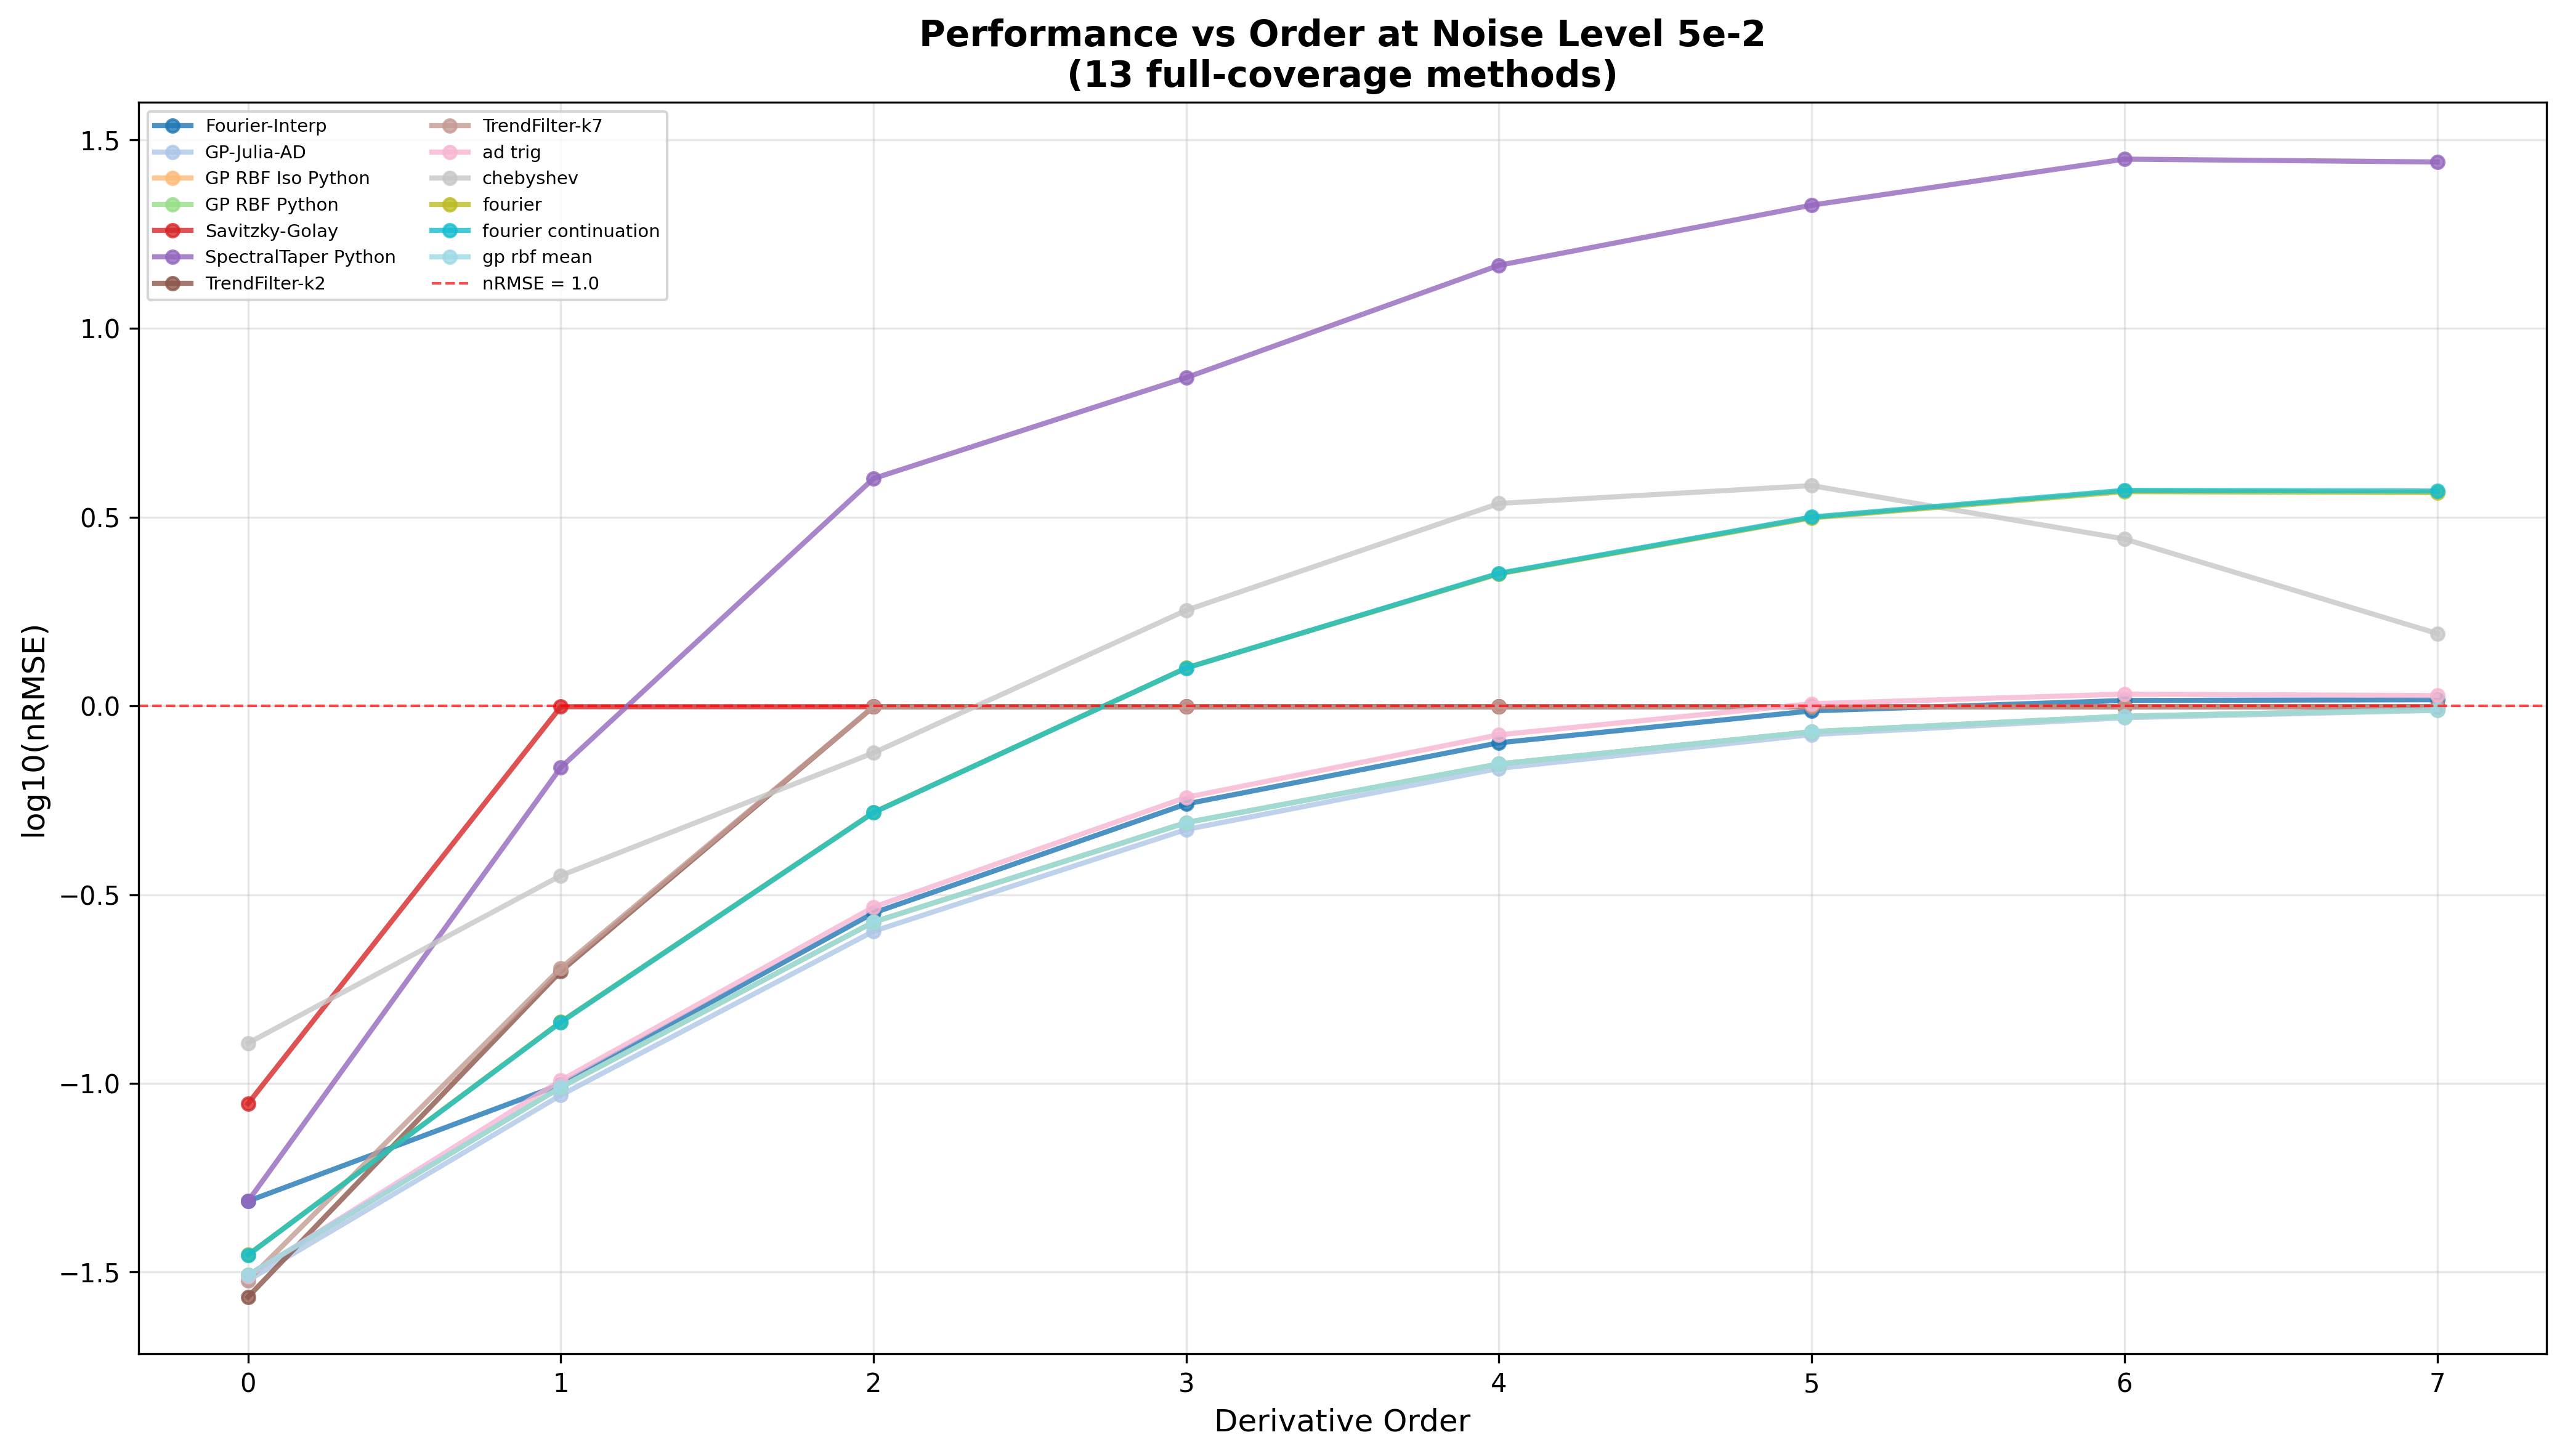 Performance vs Order at Noise Level 5e-2
(13 full-coverage methods)
Fourier-Interp
GP-Julia-AD
GP RBF Iso Python
GP RBF Python
Savitzky-Golay
SpectralTaper Python
TrendFilter-k2
TrendFilter-k7
ad trig
chebyshev
fourier
fourier continuation
gp rbf mean
nRMSE = 1.0
log10(nRMSE)
1.5
1.0
0.5
0.0
−0.5
−1.0
−1.5
0 1 2 3 4 5 6 7
Derivative Order